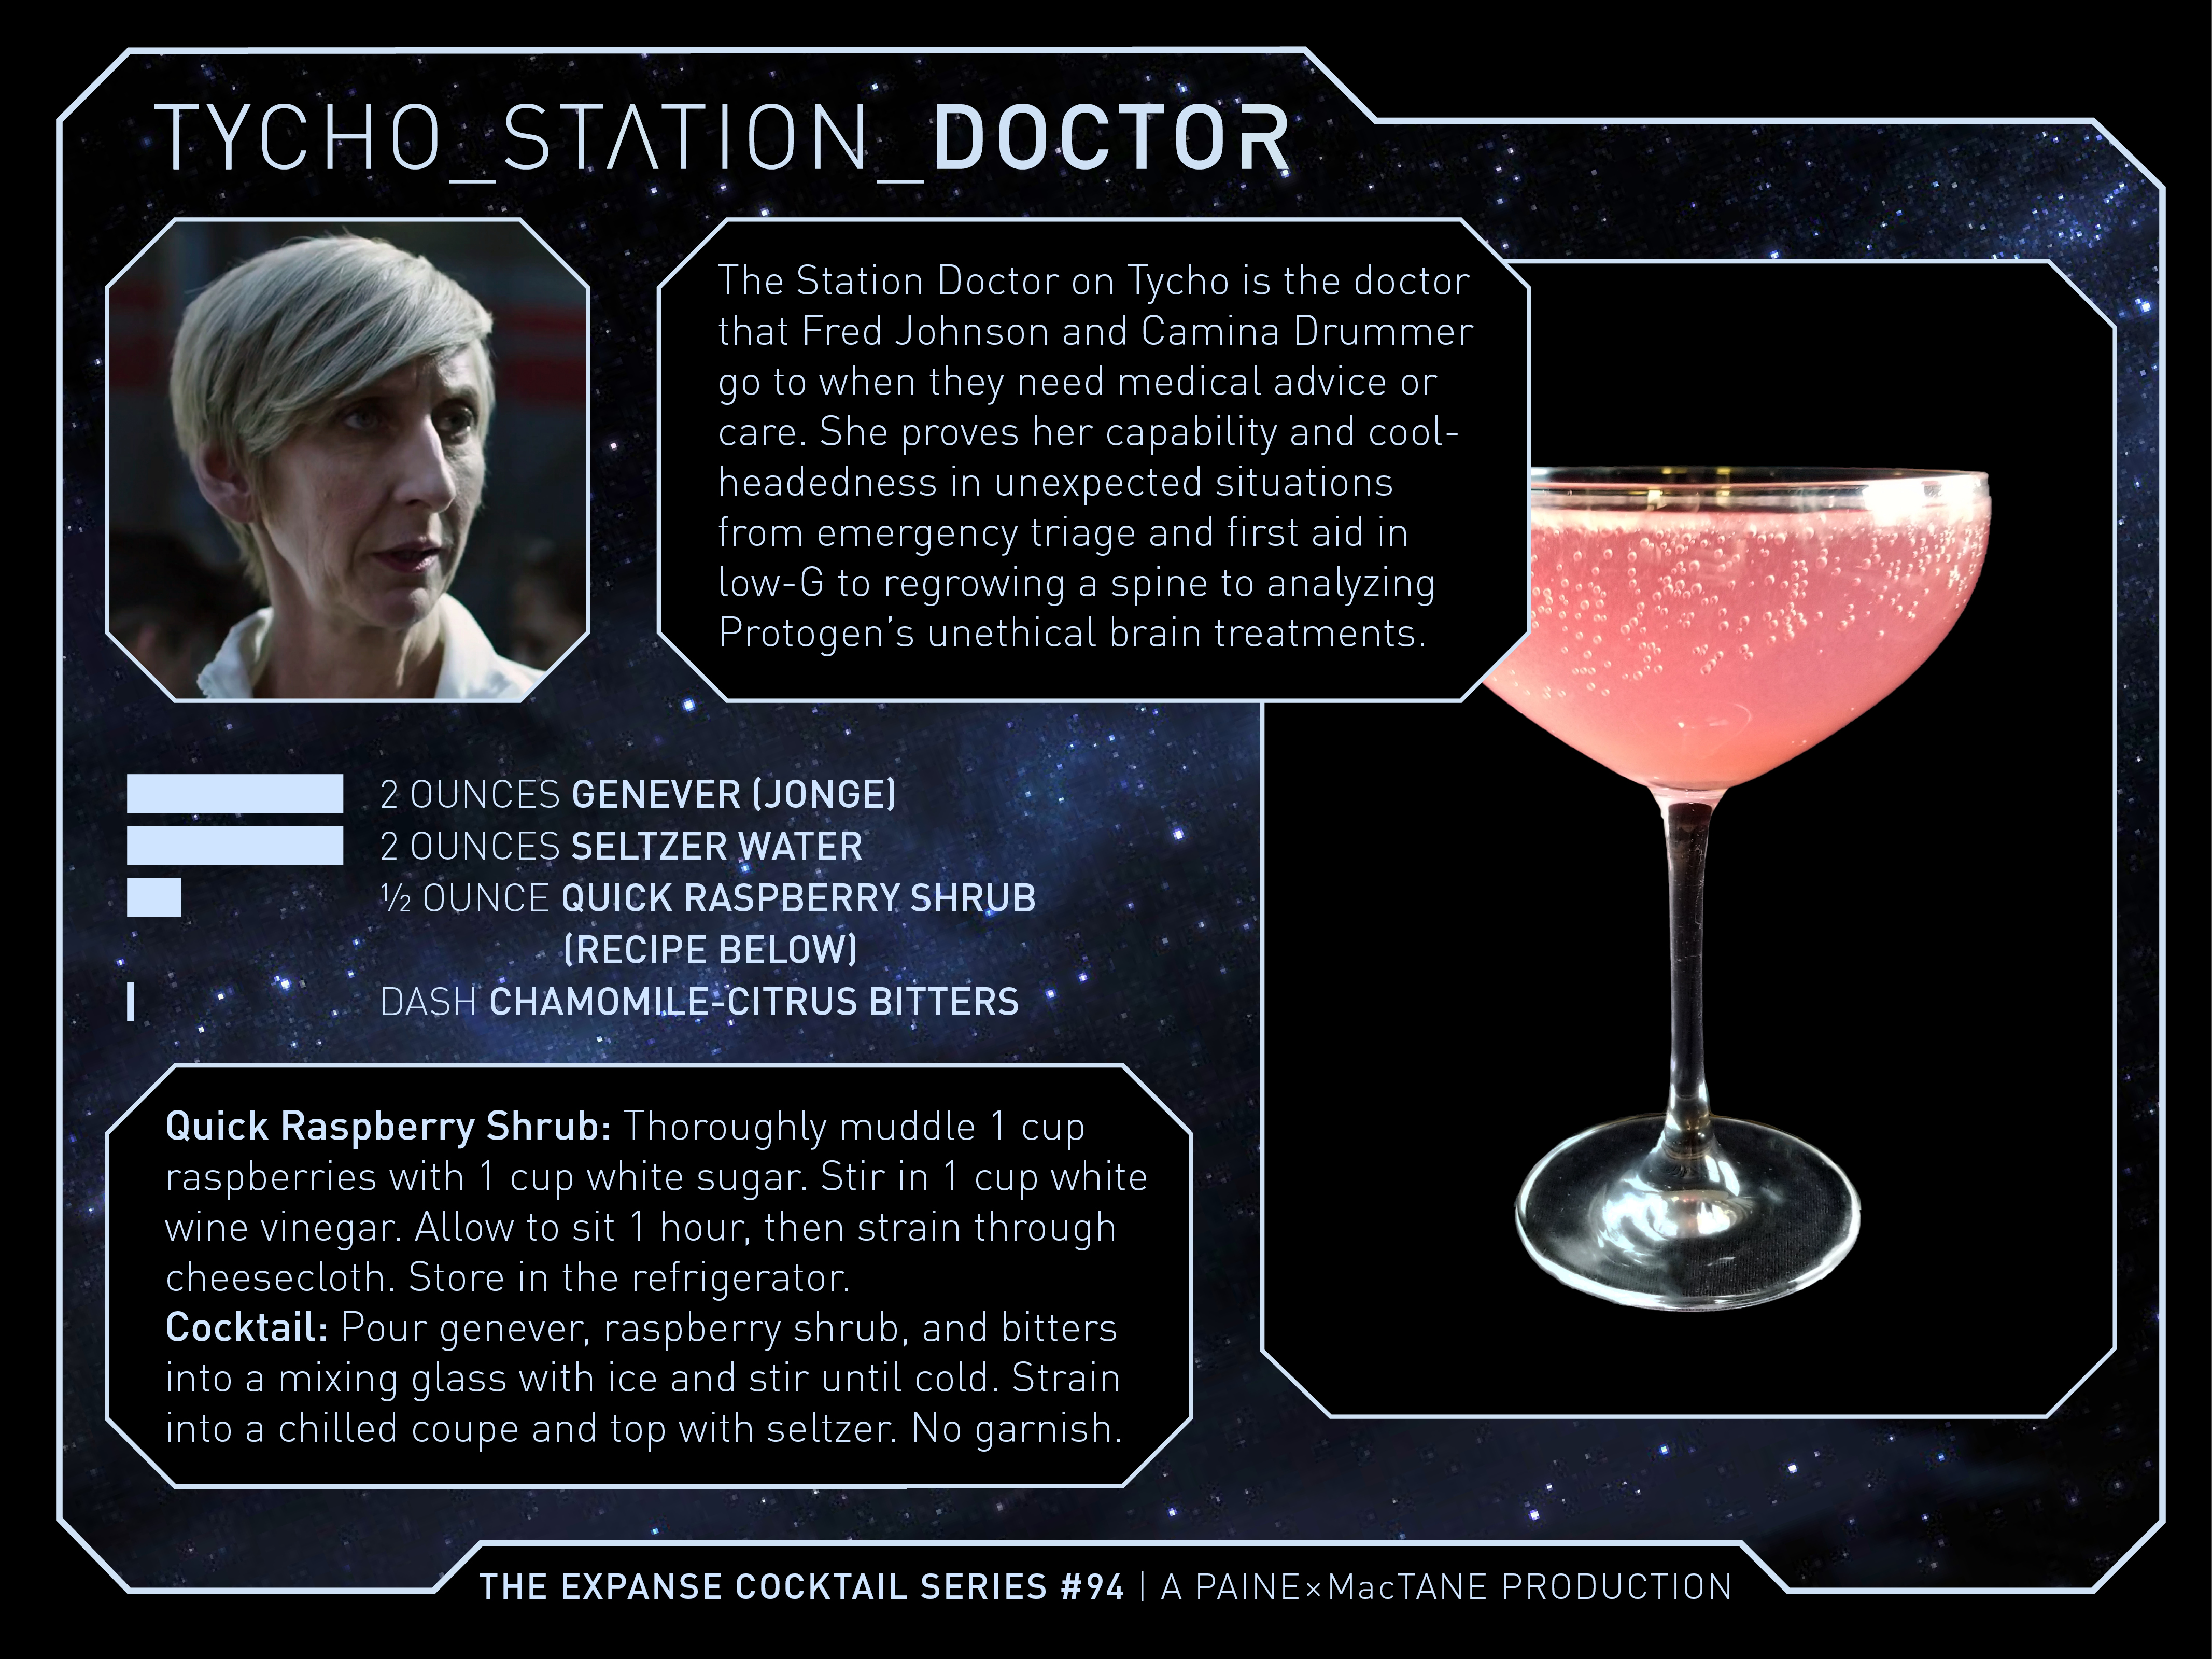 TYCHO_STATION_DOCTOR
The Station Doctor on Tycho is the doctor
that Fred Johnson and Camina Drummer
go to when they need medical advice or
care. She proves her capability and cool-
headedness in unexpected situations
from emergency triage and first aid in
low-G to regrowing a spine to analyzing
Protogen’s unethical brain treatments.
2 OUNCES GENEVER (JONGE)
2 OUNCES SELTZER WATER
½ OUNCE QUICK RASPBERRY SHRUB
(RECIPE BELOW)
DASH CHAMOMILE-CITRUS BITTERS
Quick Raspberry Shrub: Thoroughly muddle 1 cup
raspberries with 1 cup white sugar. Stir in 1 cup white
wine vinegar. Allow to sit 1 hour, then strain through
cheesecloth. Store in the refrigerator.
Cocktail: Pour genever, raspberry shrub, and bitters
into a mixing glass with ice and stir until cold. Strain
into a chilled coupe and top with seltzer. No garnish.
THE EXPANSE COCKTAIL SERIES #94 | A PAINE×MacTANE PRODUCTION